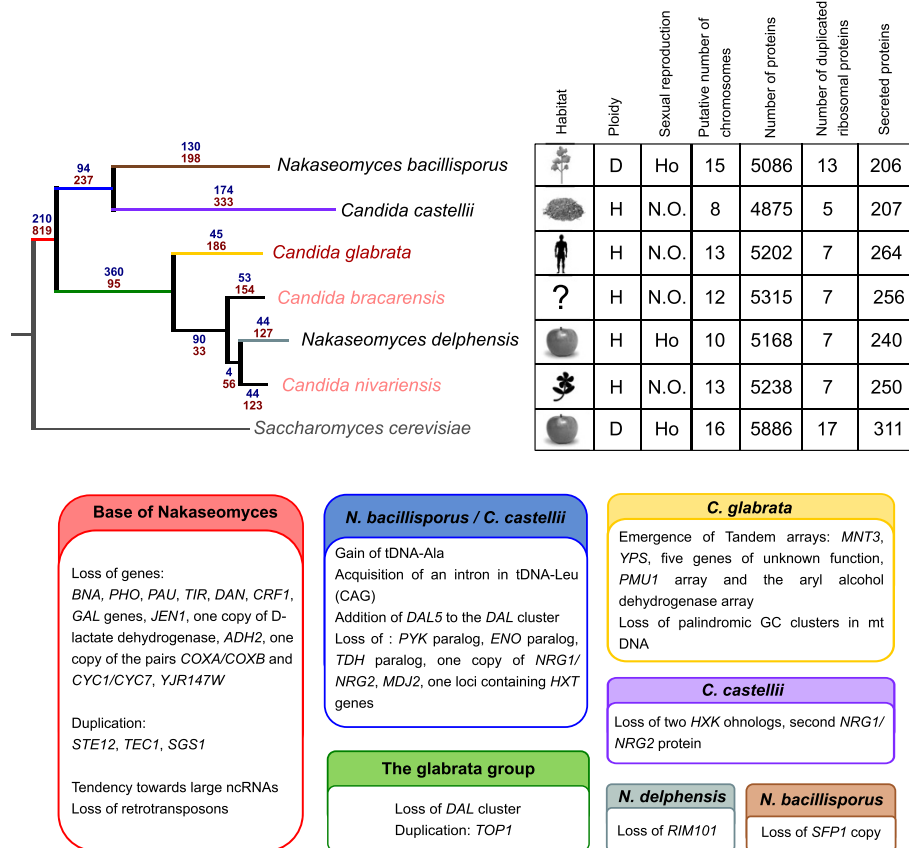 Habitat
Ploidy
Sexual reproduction
Putative number of
chromosomes
Number of proteins
Number of duplicated
ribosomal proteins
Secreted proteins
130
198
Nakaseomyces bacillisporus
D Ho 15 5086 13 206
94
237
174
333
Candida castellii
H N.O. 8 4875 5 207
210
819
45
186
Candida glabrata
H N.O. 13 5202 7 264
360
95
53
154
Candida bracarensis
? H N.O. 12 5315 7 256
44
127
Nakaseomyces delphensis
H Ho 10 5168 7 240
90
33
4
56
Candida nivariensis
H N.O. 13 5238 7 250
44
123
Saccharomyces cerevisiae
D Ho 16 5886 17 311
Base of Nakaseomyces
Loss of genes:
BNA, PHO, PAU, TIR, DAN, CRF1,
GAL genes, JEN1, one copy of D-
lactate dehydrogenase, ADH2, one
copy of the pairs COXA/COXB and
CYC1/CYC7, YJR147W
Duplication:
STE12, TEC1, SGS1
Tendency towards large ncRNAs
Loss of retrotransposons
N. bacillisporus / C. castellii
Gain of tDNA-Ala
Acquisition of an intron in tDNA-Leu
(CAG)
Addition of DAL5 to the DAL cluster
Loss of : PYK paralog, ENO paralog,
TDH paralog, one copy of NRG1/
NRG2, MDJ2, one loci containing HXT
genes
The glabrata group
Loss of DAL cluster
Duplication: TOP1
C. glabrata
Emergence of Tandem arrays: MNT3,
YPS, five genes of unknown function,
PMU1 array and the aryl alcohol
dehydrogenase array
Loss of palindromic GC clusters in mt
DNA
C. castellii
Loss of two HXK ohnologs, second NRG1/
NRG2 protein
N. delphensis
Loss of RIM101
N. bacillisporus
Loss of SFP1 copy